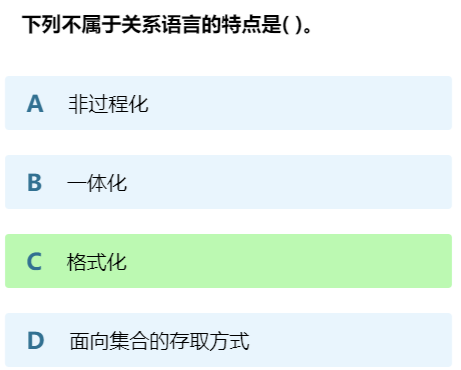 下列不属于关系语言的特点是( )。
A 非过程化
B 一体化
C 格式化
D 面向集合的存取方式